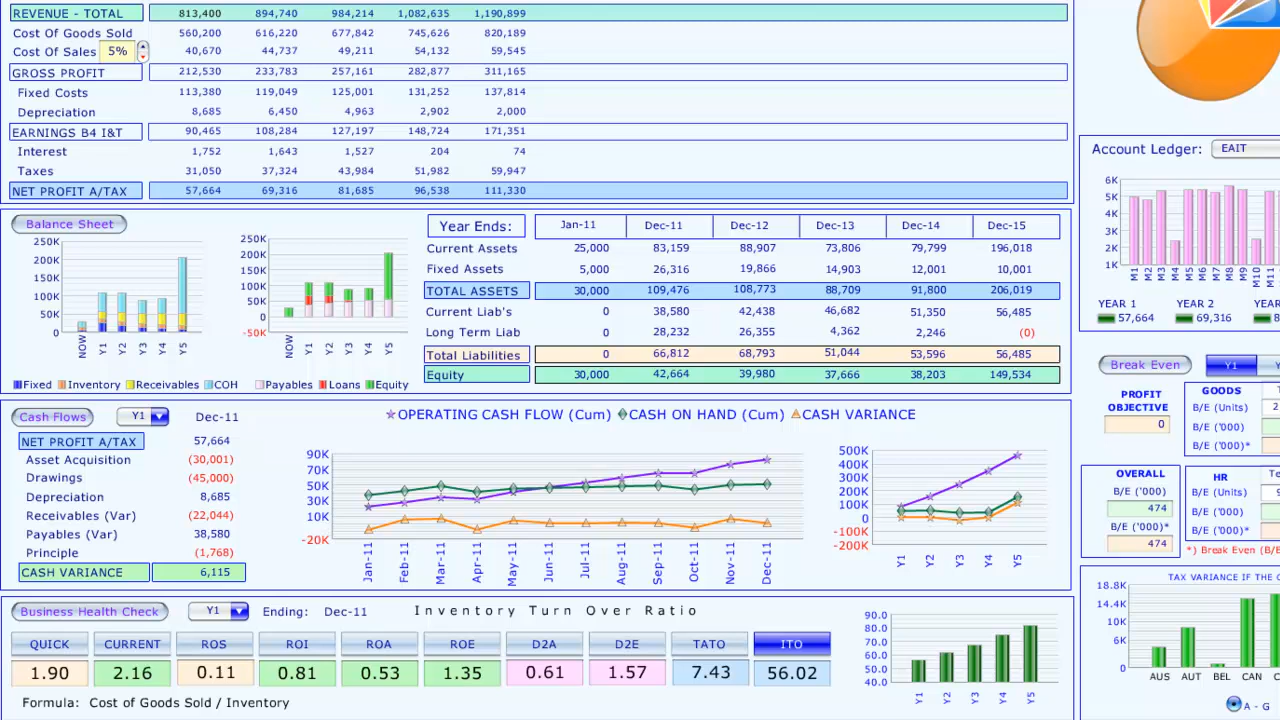 REVENUE - TOTAL 813,400 894,740 984,214 1,082,635 1,190,899
Cost Of Goods Sold 560,200 616,220 677,842 745,626 820,189
Cost Of Sales 5% 40,670 44,737 49,211 54,132 59,545
GROSS PROFIT 212,530 233,783 257,161 282,877 311,165
Fixed Costs 113,380 119,049 125,001 131,252 137,814
Depreciation 8,685 6,450 4,963 2,902 2,000
EARNINGS B4 I&T 90,465 108,284 127,197 148,724 171,351
Interest 1,752 1,643 1,527 204 74
Taxes 31,050 37,324 43,984 51,982 59,947
NET PROFIT A/TAX 57,664 69,316 81,685 96,538 111,330
Balance Sheet
250K
200K
150K
100K
50K
0
NOW Y1 Y2 Y3 Y4 Y5
Fixed Inventory Receivables COH
250K
200K
150K
100K
50K
0
-50K
NOW Y1 Y2 Y3 Y4 Y5
Payables Loans Equity
Year Ends: Jan-11 Dec-11 Dec-12 Dec-13 Dec-14 Dec-15
Current Assets 25,000 83,159 88,907 73,806 79,799 196,018
Fixed Assets 5,000 26,316 19,866 14,903 12,001 10,001
TOTAL ASSETS 30,000 109,476 108,773 88,709 91,800 206,019
Current Liab's 0 38,580 42,438 46,682 51,350 56,485
Long Term Liab 0 28,232 26,355 4,362 2,246 (0)
Total Liabilities 0 66,812 68,793 51,044 53,596 56,485
Equity 30,000 42,664 39,980 37,666 38,203 149,534
Cash Flows Y1 Dec-11
NET PROFIT A/TAX 57,664
Asset Acquisition (30,001)
Drawings (45,000)
Depreciation 8,685
Receivables (Var) (22,044)
Payables (Var) 38,580
Principle (1,768)
CASH VARIANCE 6,115
OPERATING CASH FLOW (Cum) CASH ON HAND (Cum) CASH VARIANCE
90K
70K
50K
30K
10K
-20K
Jan-11 Feb-11 Mar-11 Apr-11 May-11 Jun-11 Jul-11 Aug-11 Sep-11 Oct-11 Nov-11 Dec-11
500K
400K
300K
200K
100K
0
-100K
-200K
Y1 Y2 Y3 Y4 Y5
Business Health Check Y1 Ending: Dec-11 Inventory Turn Over Ratio
QUICK CURRENT ROS ROI ROA ROE D2A D2E TATO ITO
1.90 2.16 0.11 0.81 0.53 1.35 0.61 1.57 7.43 56.02
Formula: Cost of Goods Sold / Inventory
90.0
80.0
70.0
60.0
50.0
40.0
Y1 Y2 Y3 Y4 Y5
Account Ledger: EAIT
6K
5K
4K
3K
2K
1K
M1 M2 M3 M4 M5 M6 M7 M8 M9 M10 M11
YEAR 1 YEAR 2 YEAR
57,664 69,316 8
Break Even Y1
PROFIT
OBJECTIVE
0
GOODS
B/E (Units) 2
B/E ('000)
B/E ('000)*
OVERALL
B/E ('000)
474
B/E ('000)*
474
HR Te
B/E (Units) 9
B/E ('000)
B/E ('000)*
*) Break Even (B/E
TAX VARIANCE IF THE
18.8K
14.4K
10K
6K
0
AUS AUT BEL CAN
A - G